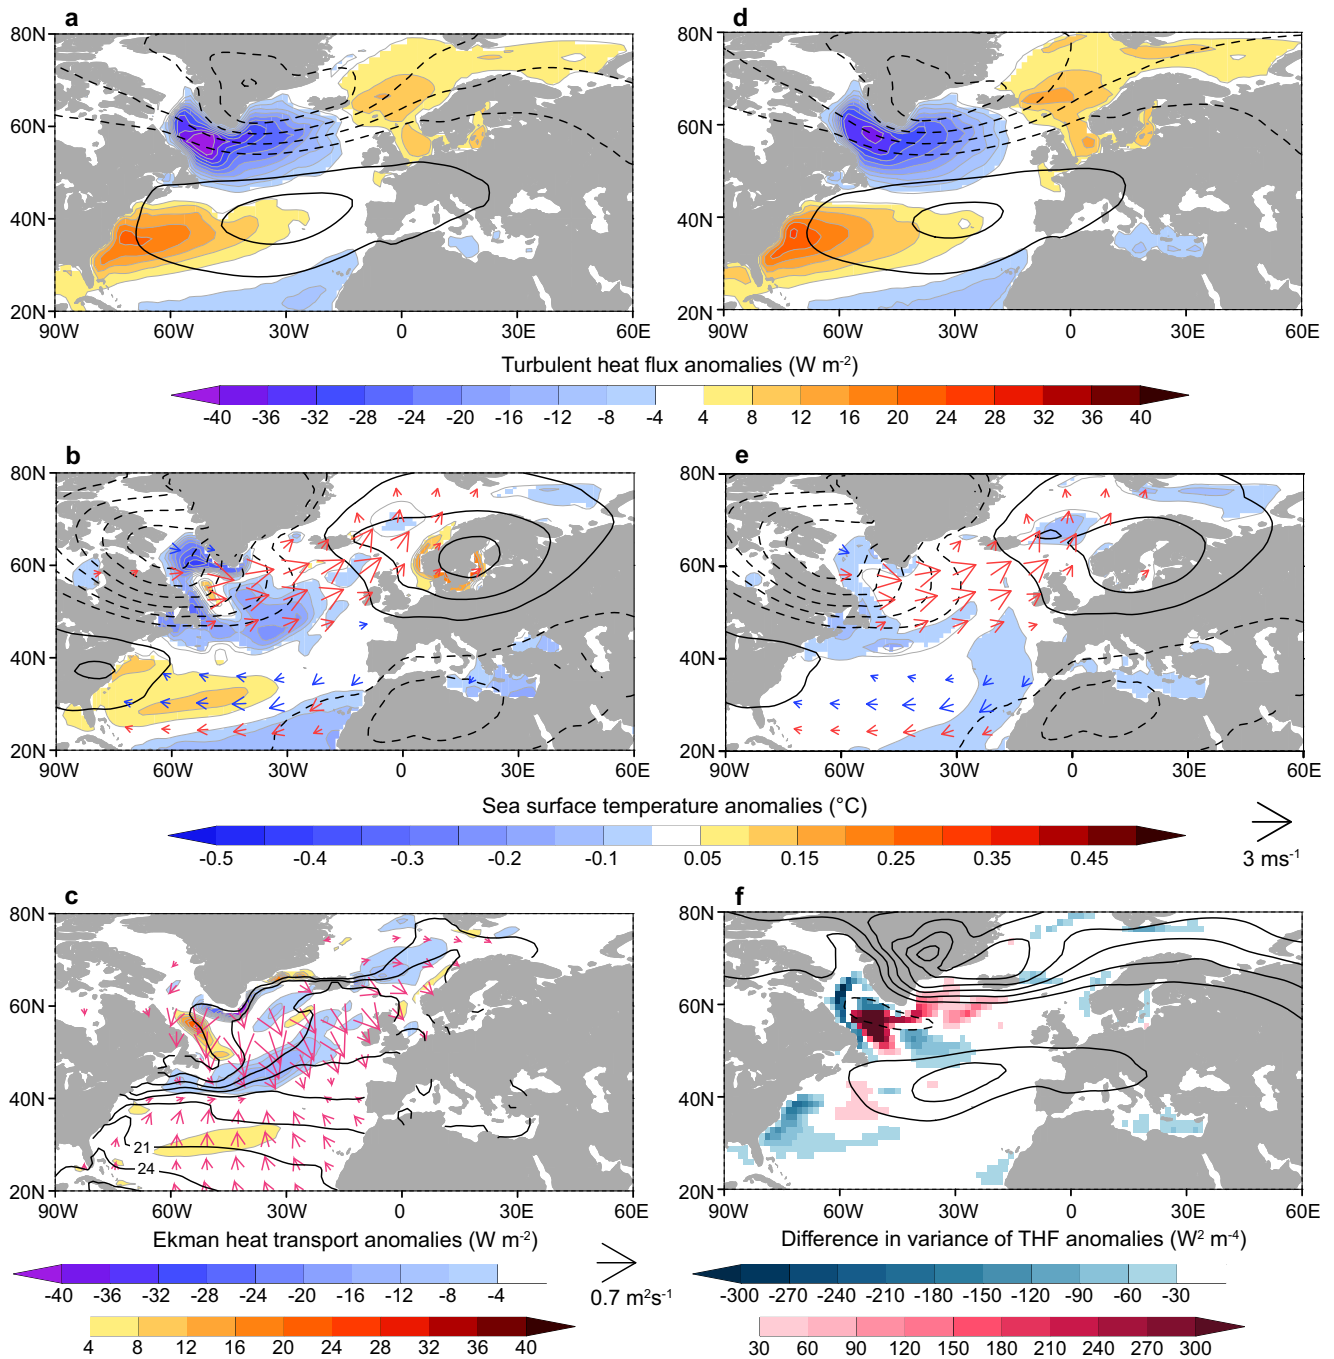 a
d
80N
60N
40N
20N
90W 60W 30W 0 30E 60E
80N
60N
40N
20N
90W 60W 30W 0 30E 60E
Turbulent heat flux anomalies (W m-2)
-40 -36 -32 -28 -24 -20 -16 -12 -8 -4 4 8 12 16 20 24 28 32 36 40
b
e
80N
60N
40N
20N
90W 60W 30W 0 30E 60E
80N
60N
40N
20N
90W 60W 30W 0 30E 60E
Sea surface temperature anomalies (°C)
-0.5 -0.4 -0.3 -0.2 -0.1 0.05 0.15 0.25 0.35 0.45
3 ms-1
c
f
80N
60N
40N
20N
21
24
90W 60W 30W 0 30E 60E
80N
60N
40N
20N
90W 60W 30W 0 30E 60E
Ekman heat transport anomalies (W m-2)
-40 -36 -32 -28 -24 -20 -16 -12 -8 -4
4 8 12 16 20 24 28 32 36 40
0.7 m2s-1
Difference in variance of THF anomalies (W2 m-4)
-300 -270 -240 -210 -180 -150 -120 -90 -60 -30
30 60 90 120 150 180 210 240 270 300